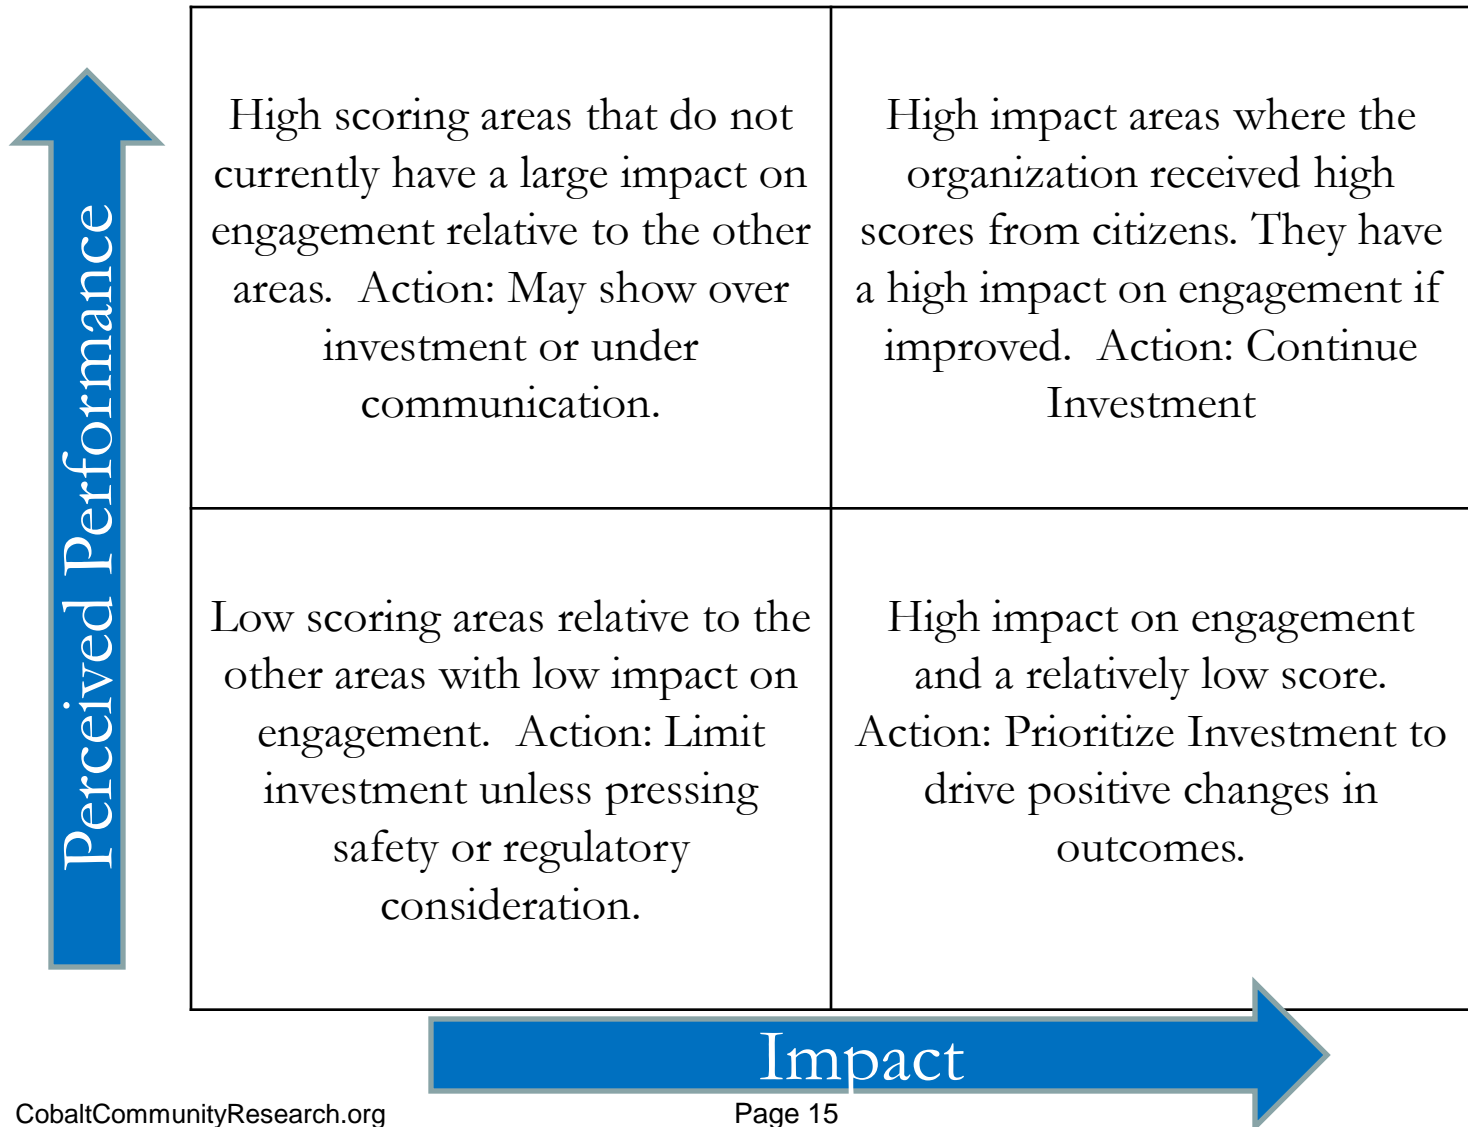 Perceived Performance
High scoring areas that do not
currently have a large impact on
engagement relative to the other
areas.  Action: May show over
investment or under
communication.
High impact areas where the
organization received high
scores from citizens. They have
a high impact on engagement if
improved.  Action: Continue
Investment
Low scoring areas relative to the
other areas with low impact on
engagement.  Action: Limit
investment unless pressing
safety or regulatory
consideration.
High impact on engagement
and a relatively low score.
Action: Prioritize Investment to
drive positive changes in
outcomes.
Impact
CobaltCommunityResearch.org
Page 15